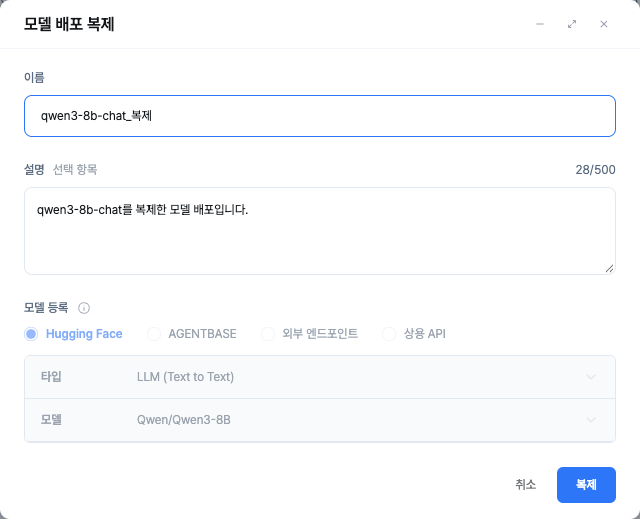 모델 배포 복제
이름
qwen3-8b-chat_복제
설명 선택 항목 28/500
qwen3-8b-chat를 복제한 모델 배포입니다.
모델 등록
Hugging Face AGENTBASE 외부 엔드포인트 상용 API
타입 LLM (Text to Text)
모델 Qwen/Qwen3-8B
취소 복제